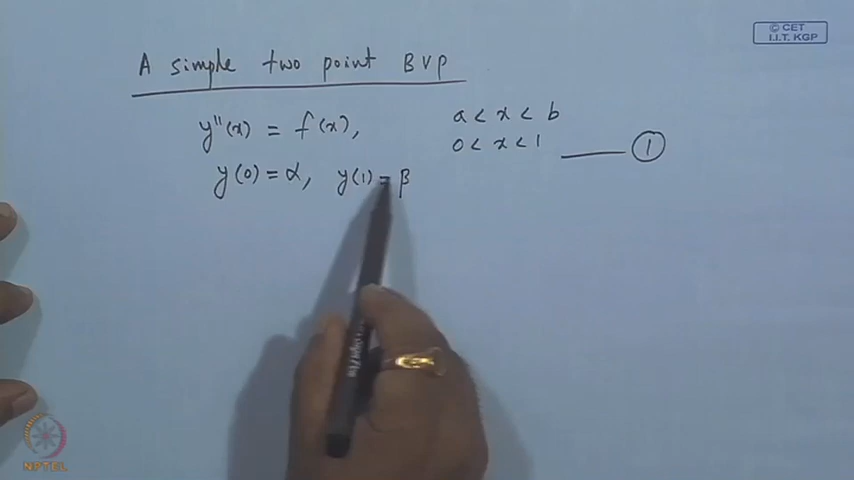 © CET
I.I.T. KGP
A simple two point BVP
y''(x) = f(x), a < x < b
0 < x < 1 ——— ①
y(0) = α, y(1) = β
NPTEL